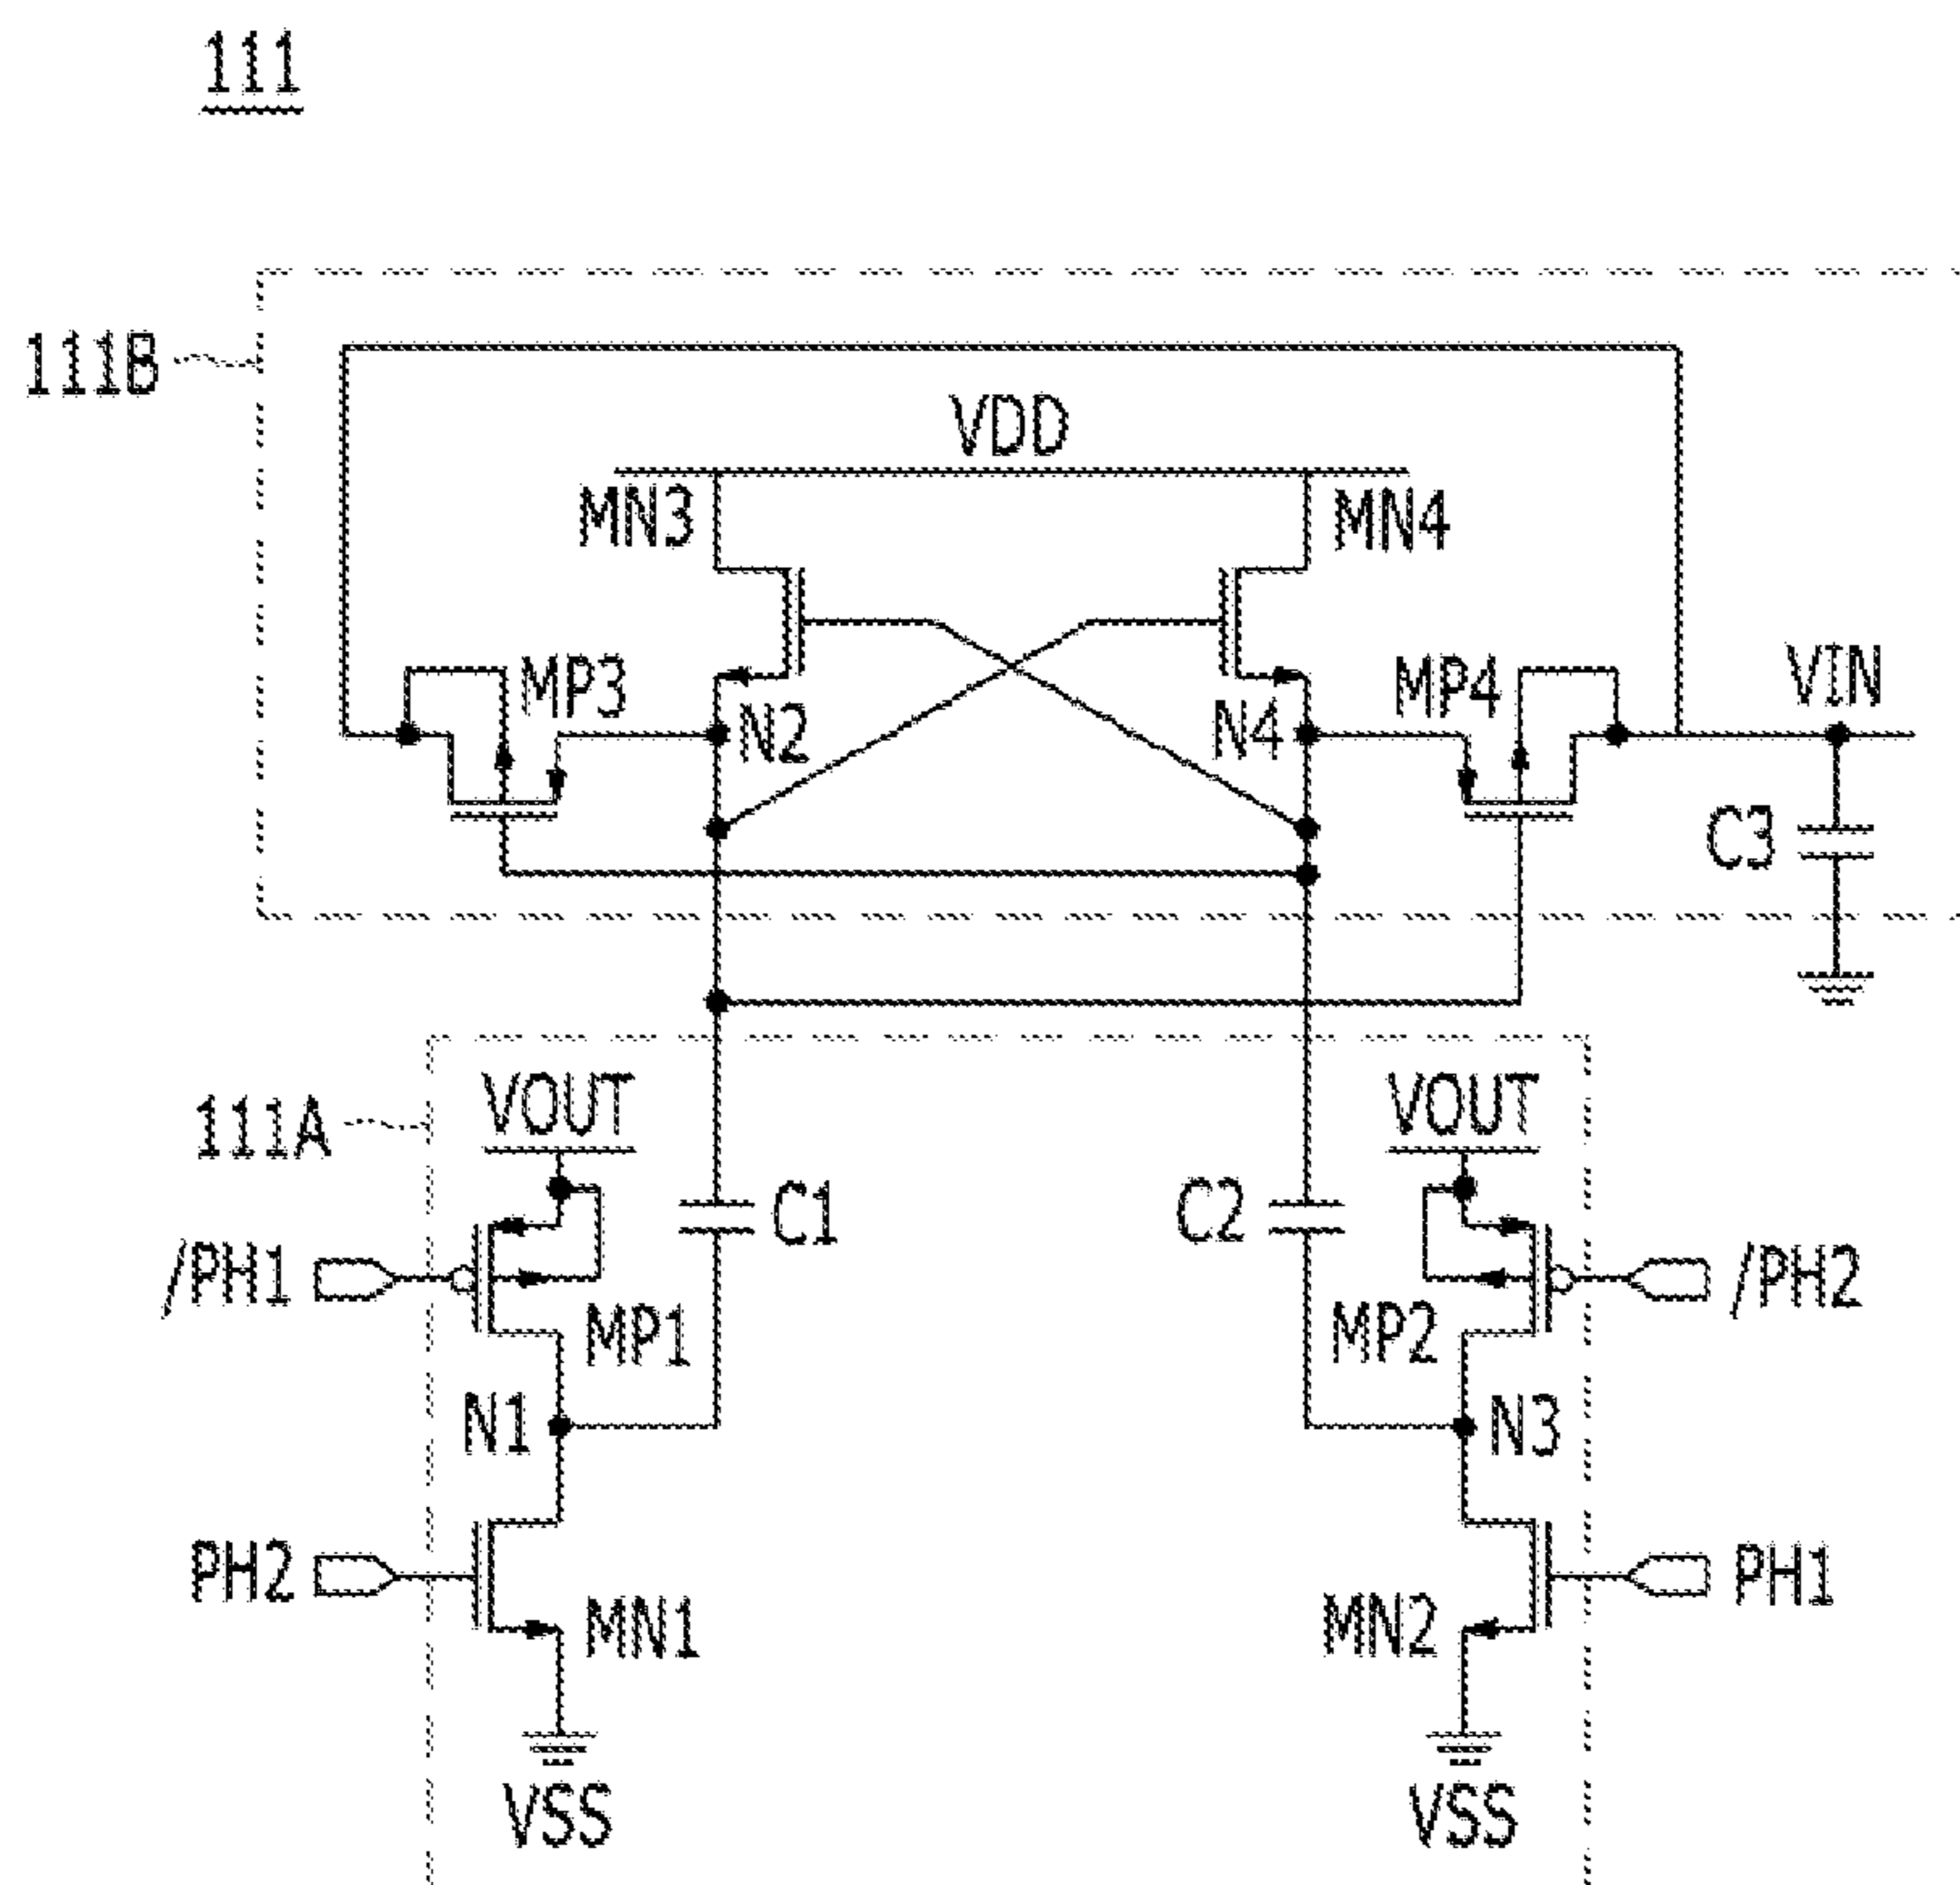 111
111B
VDD
MN3
MN4
MP3
MP4
VIN
N2
N4
C3
111A
VOUT
VOUT
C1
C2
/PH1
/PH2
MP1
MP2
N1
N3
PH2
PH1
MN1
MN2
VSS
VSS